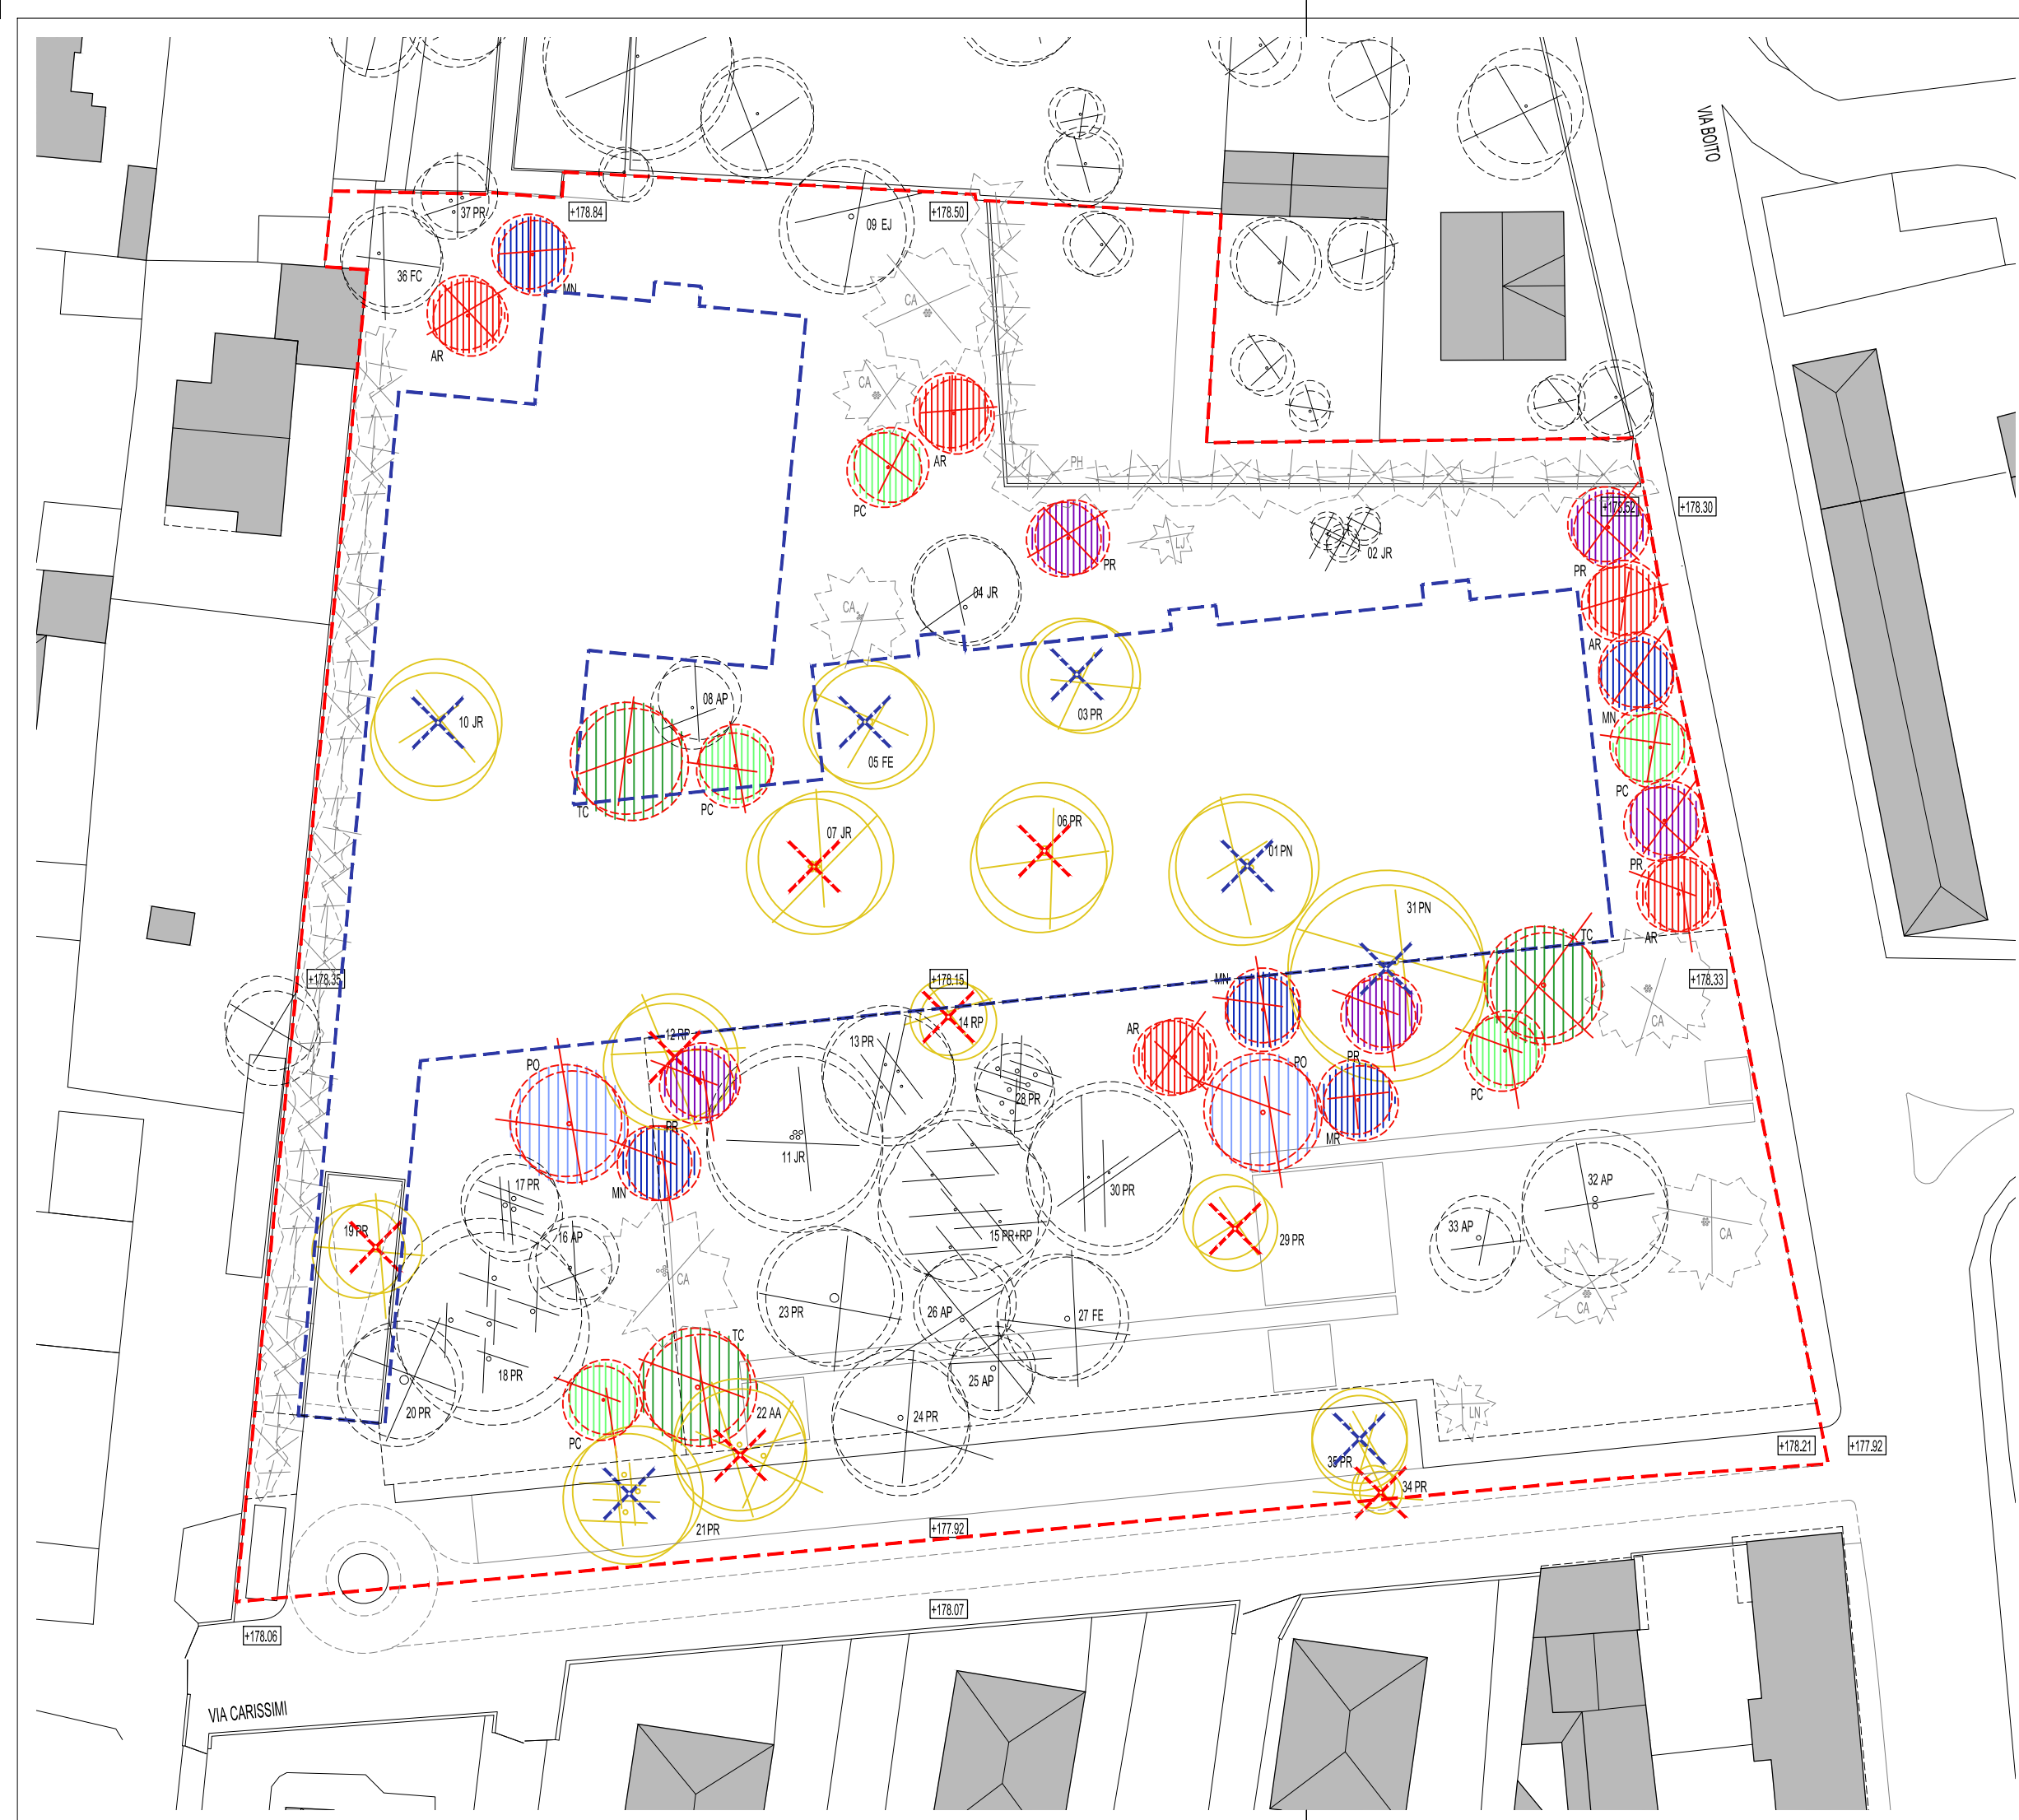 VIA BOITO
37 PR
+178.84
+178.50
09 EJ
36 FC
MN
CA
AR
CA
AR
PH
PC
+178.52
+178.30
PR
LJ
02 JR
PR
04 JR
CA
AR
08 AP
03 PR
MN
10 JR
05 FE
PC
TC
PC
07 JR
06 PR
01 PN
PR
31 PN
AR
TC
+178.35
+178.15
MN
+178.33
14 RP
CA
12 RP
13 PR
AR
PO
PO
PR
28 PR
PC
PR
MR
11 JR
17 PR
MN
30 PR
32 AP
19 PR
16 AP
15 PR+RP
33 AP
29 PR
CA
CA
23 PR
26 AP
27 FE
CA
TC
18 PR
25 AP
20 PR
22 AA
24 PR
LN
PC
+178.21
+177.92
35 PR
34 PR
21 PR
+177.92
+178.07
+178.06
VIA CARISSIMI